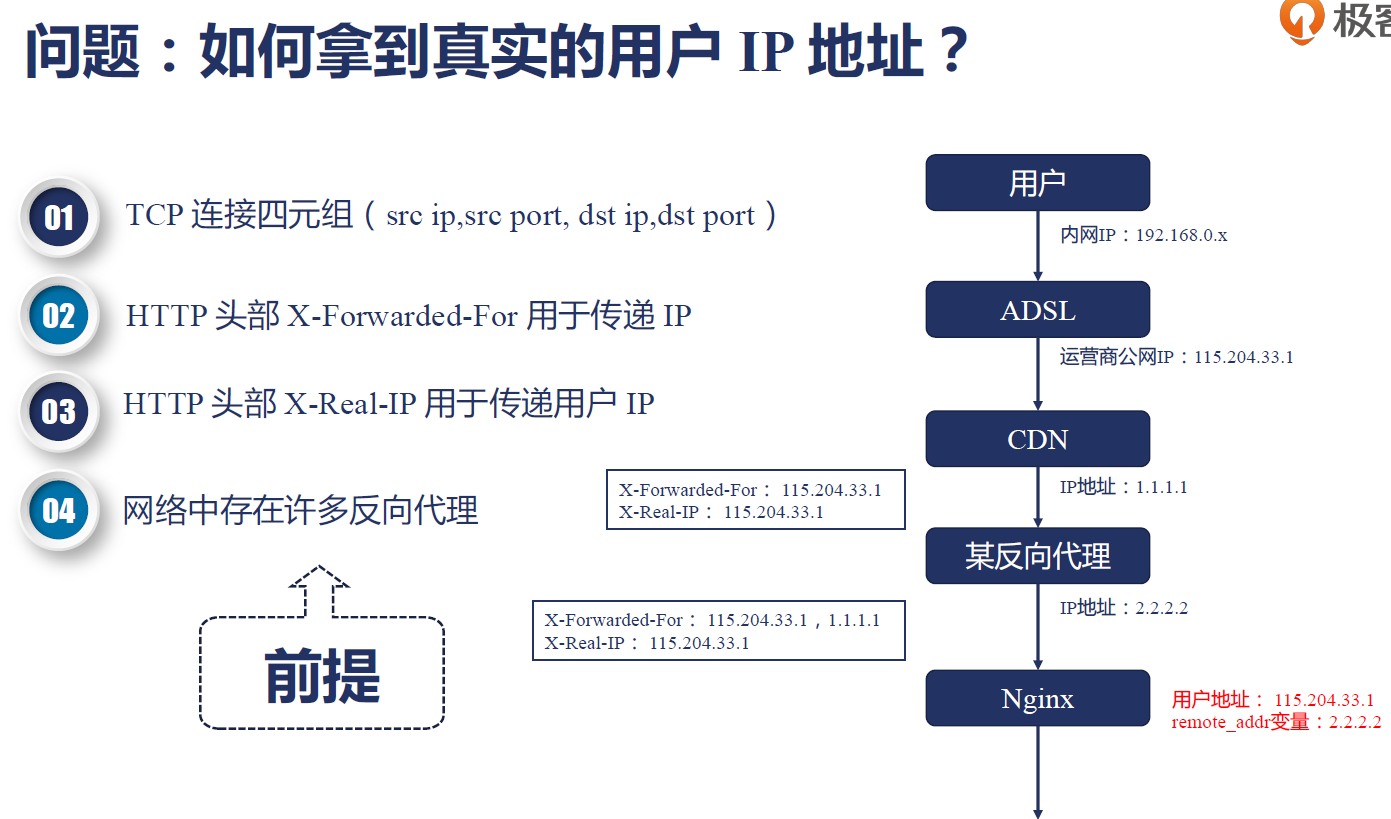 问题：如何拿到真实的用户 IP 地址？
极客
01
TCP 连接四元组（src ip,src port, dst ip,dst port）
02
HTTP 头部 X-Forwarded-For 用于传递 IP
03
HTTP 头部 X-Real-IP 用于传递用户 IP
04
网络中存在许多反向代理
前提
用户
内网IP：192.168.0.x
ADSL
运营商公网IP：115.204.33.1
CDN
IP地址：1.1.1.1
X-Forwarded-For： 115.204.33.1
X-Real-IP： 115.204.33.1
某反向代理
IP地址：2.2.2.2
X-Forwarded-For： 115.204.33.1，1.1.1.1
X-Real-IP： 115.204.33.1
Nginx
用户地址： 115.204.33.1
remote_addr变量：2.2.2.2